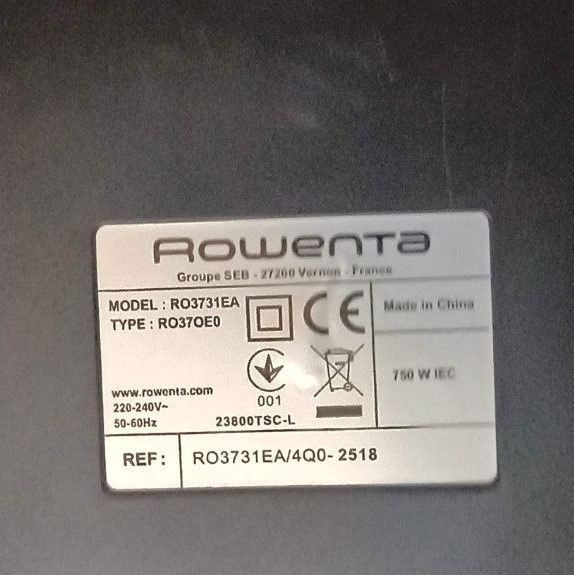 Rowenta
Groupe SEB - 27200 Vernon - France
MODEL : RO3731EA
TYPE : RO37OE0
CE
Made in China
750 W IEC
001
www.rowenta.com
220-240V~
50-60Hz
23800TSC-L
REF: RO3731EA/4Q0- 2518